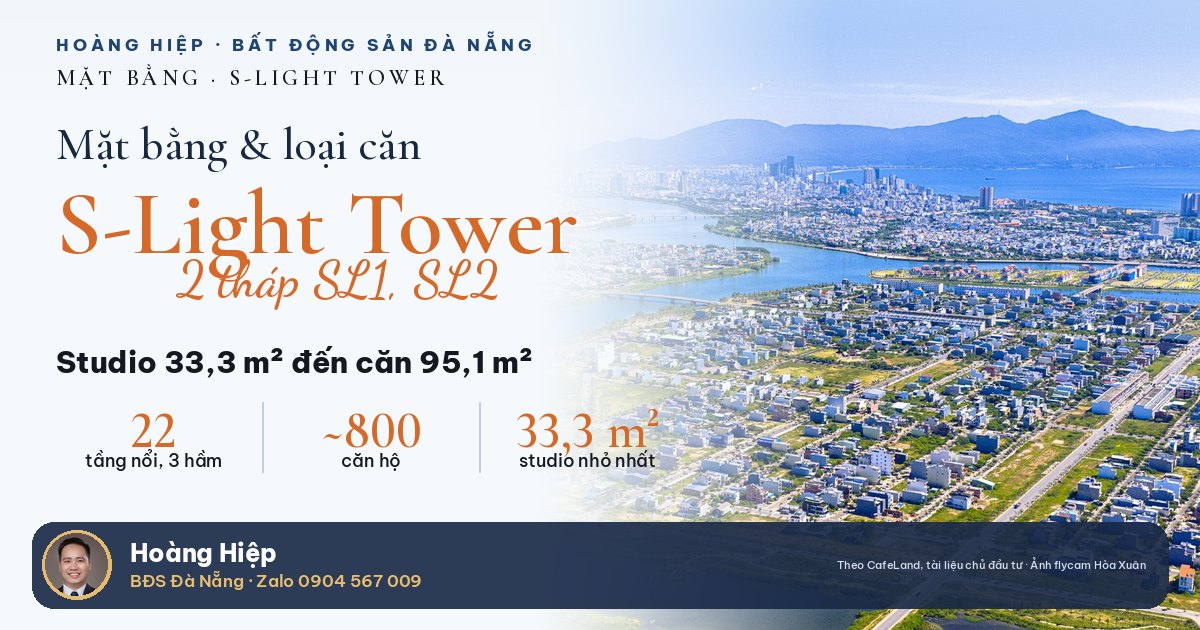 HOÀNG HIỆP · BẤT ĐỘNG SẢN ĐÀ NẴNG
MẶT BẰNG · S-LIGHT TOWER
Mặt bằng & loại căn
S-Light Tower
2 tháp SL1, SL2
Studio 33,3 m² đến căn 95,1 m²
22
tầng nổi, 3 hầm
~800
căn hộ
33,3 m²
studio nhỏ nhất
Hoàng Hiệp
BĐS Đà Nẵng · Zalo 0904 567 009
Theo CafeLand, tài liệu chủ đầu tư · Ảnh flycam Hòa Xuân